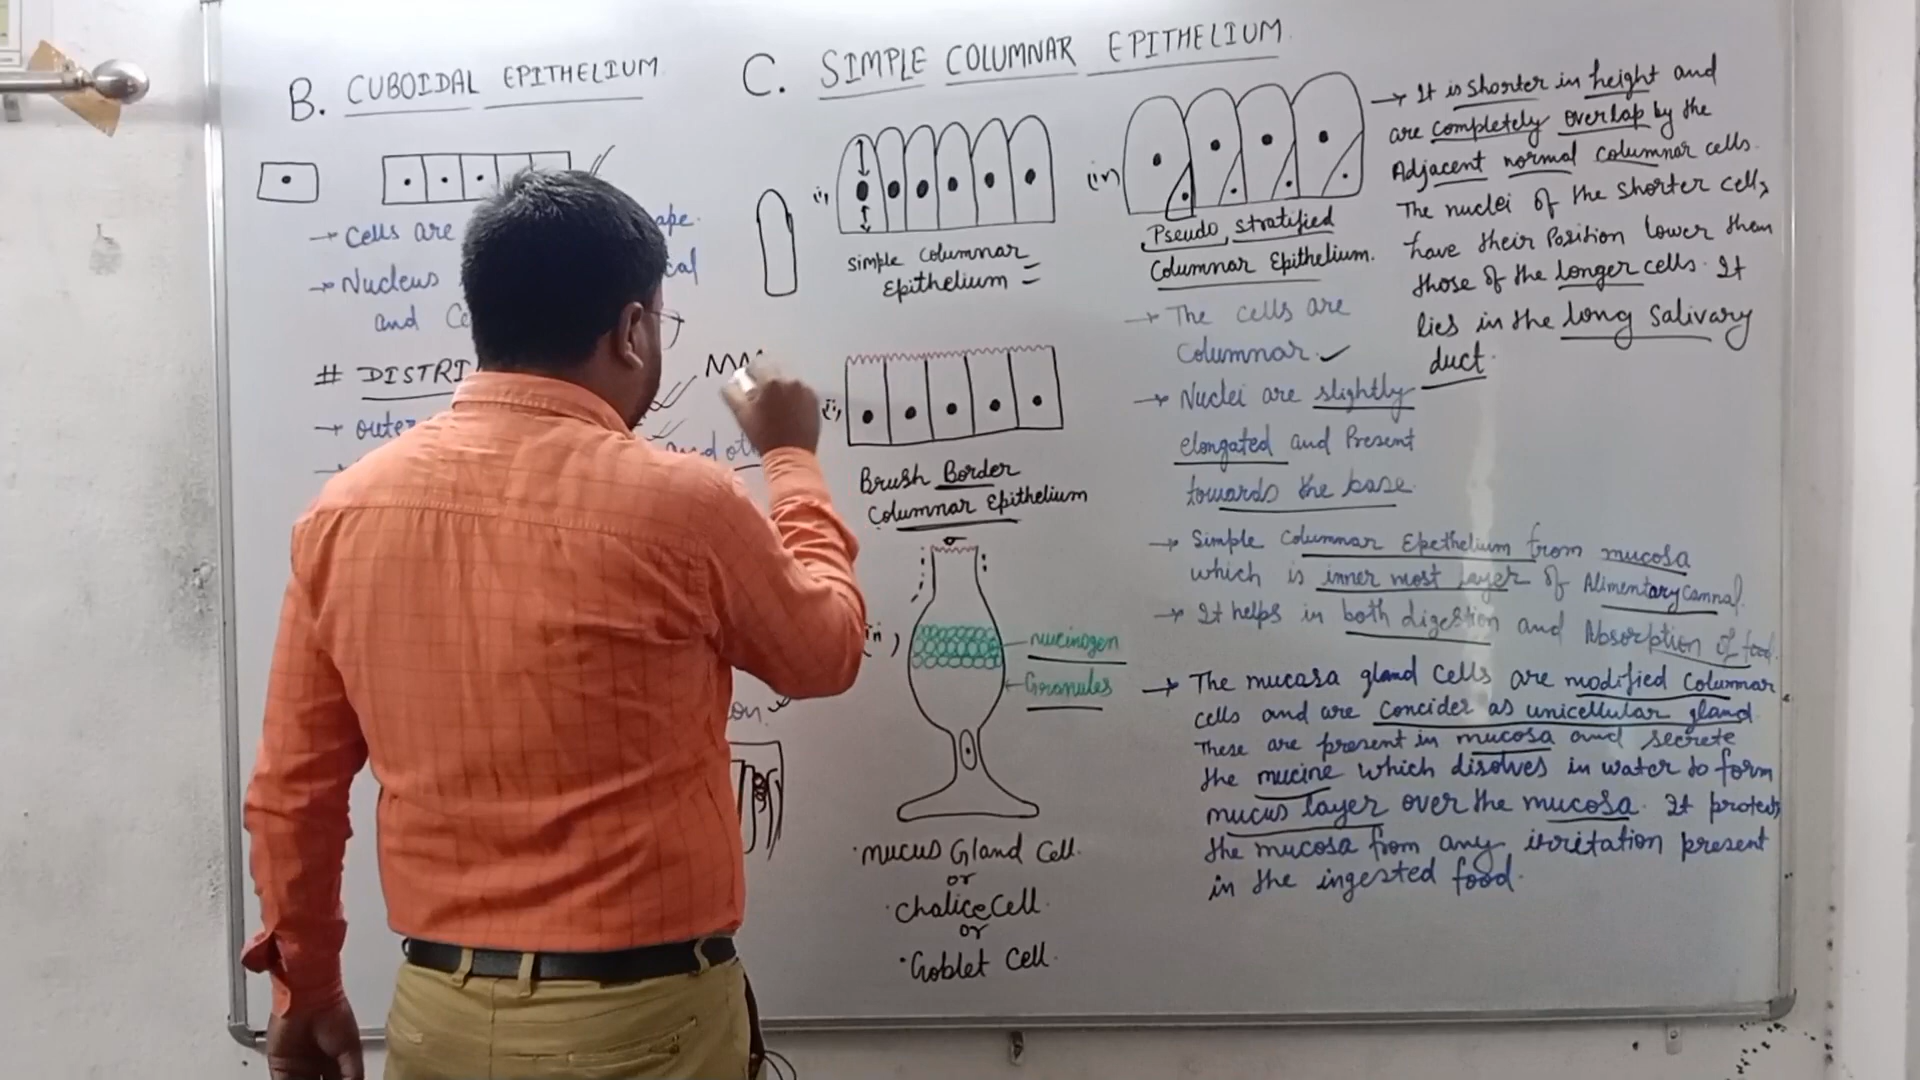 B. CUBOIDAL EPITHELIUM
→ Cells are
→ Nucleus
and
# DISTRI
→ outer
and
C. SIMPLE COLUMNAR EPITHELIUM
(i)
Simple Columnar
Epithelium
Brush Border
Columnar Epithelium
mucinogen
Granules
· mucus Gland Cell.
or
· Chalice Cell.
or
· Goblet Cell.
Pseudo stratified
Columnar Epithelium.
→ The cells are
Columnar.
→ Nuclei are slightly
elongated and Present
towards the base.
→ Simple Columnar Epethelium from mucosa
which is inner most layer of Alimentary cannal.
→ It helps in both digestion and Absorption of food.
→ The mucasa gland cells are modified Columnar
cells and are Concider as unicellular gland
These are present in mucosa and secrete
the mucine which disolves in water to form
mucus layer over the mucosa. It protects
the mucosa from any irritation present
in the ingested food.
→ It is shorter in height and
are completely overlap by the
Adjacent normal columnar cells.
The nuclei of the shorter cells
have their Position lower them
those of the longer cells. It
lies in the long salivary
duct.